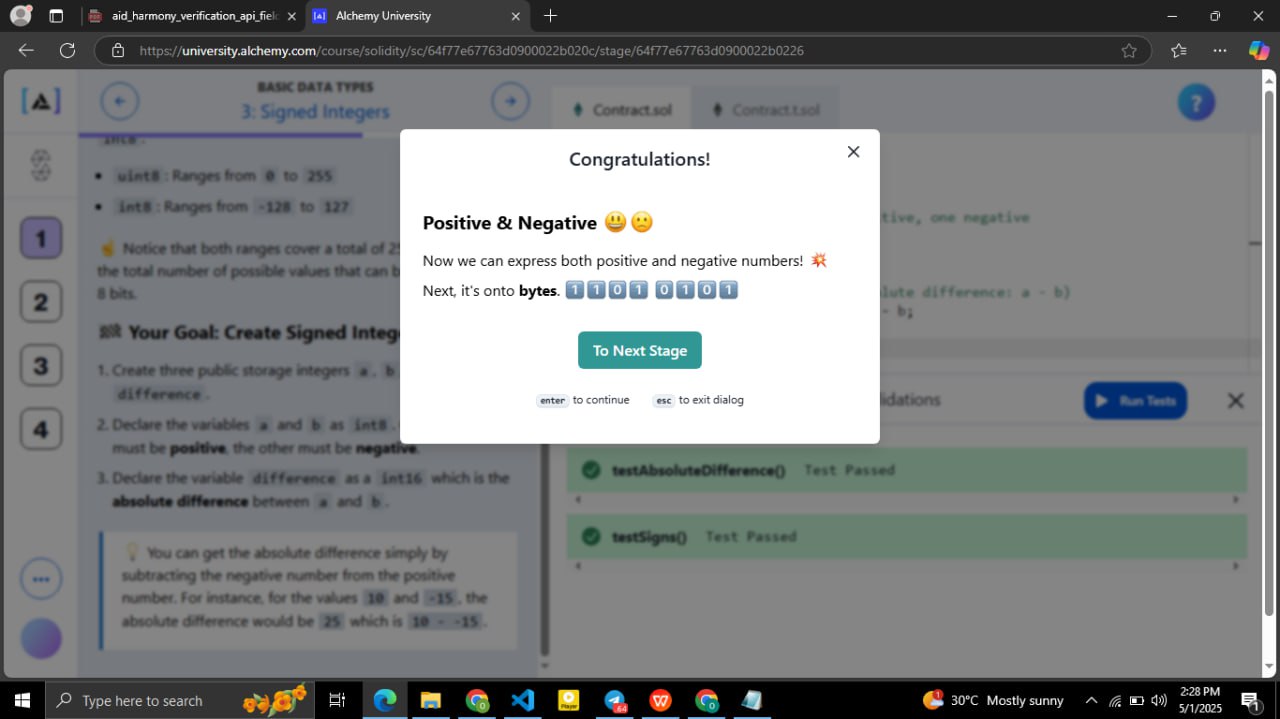 aid_harmony_verification_api_fiel
Alchemy University
https://university.alchemy.com/course/solidity/sc/64f77e67763d0900022b020c/stage/64f77e67763d0900022b0226
BASIC DATA TYPES
3: Signed Integers
Contract.sol
Contract.t.sol
?
int8.
uint8: Ranges from 0 to 255
int8: Ranges from -128 to 127
☝️ Notice that both ranges cover a total of 25
the total number of possible values that can b
8 bits.
🏁 Your Goal: Create Signed Intege
1. Create three public storage integers a, b
difference.
2. Declare the variables a and b as int8.
must be positive, the other must be negative.
3. Declare the variable difference as a int16 which is the
absolute difference between a and b.
💡 You can get the absolute difference simply by
subtracting the negative number from the positive
number. For instance, for the values 10 and -15, the
absolute difference would be 25 which is 10 - -15.
1
2
3
4
Congratulations!
Positive & Negative 😃🙁
Now we can express both positive and negative numbers! 💥
Next, it's onto bytes. 1️⃣1️⃣0️⃣1️⃣ 0️⃣1️⃣0️⃣1️⃣
To Next Stage
enter to continue esc to exit dialog
tive, one negative
lute difference: a - b)
- b;
lidations
Run Tests
testAbsoluteDifference() Test Passed
testSigns() Test Passed
Type here to search
Player
64
1
30°C Mostly sunny
2:28 PM
5/1/2025
1